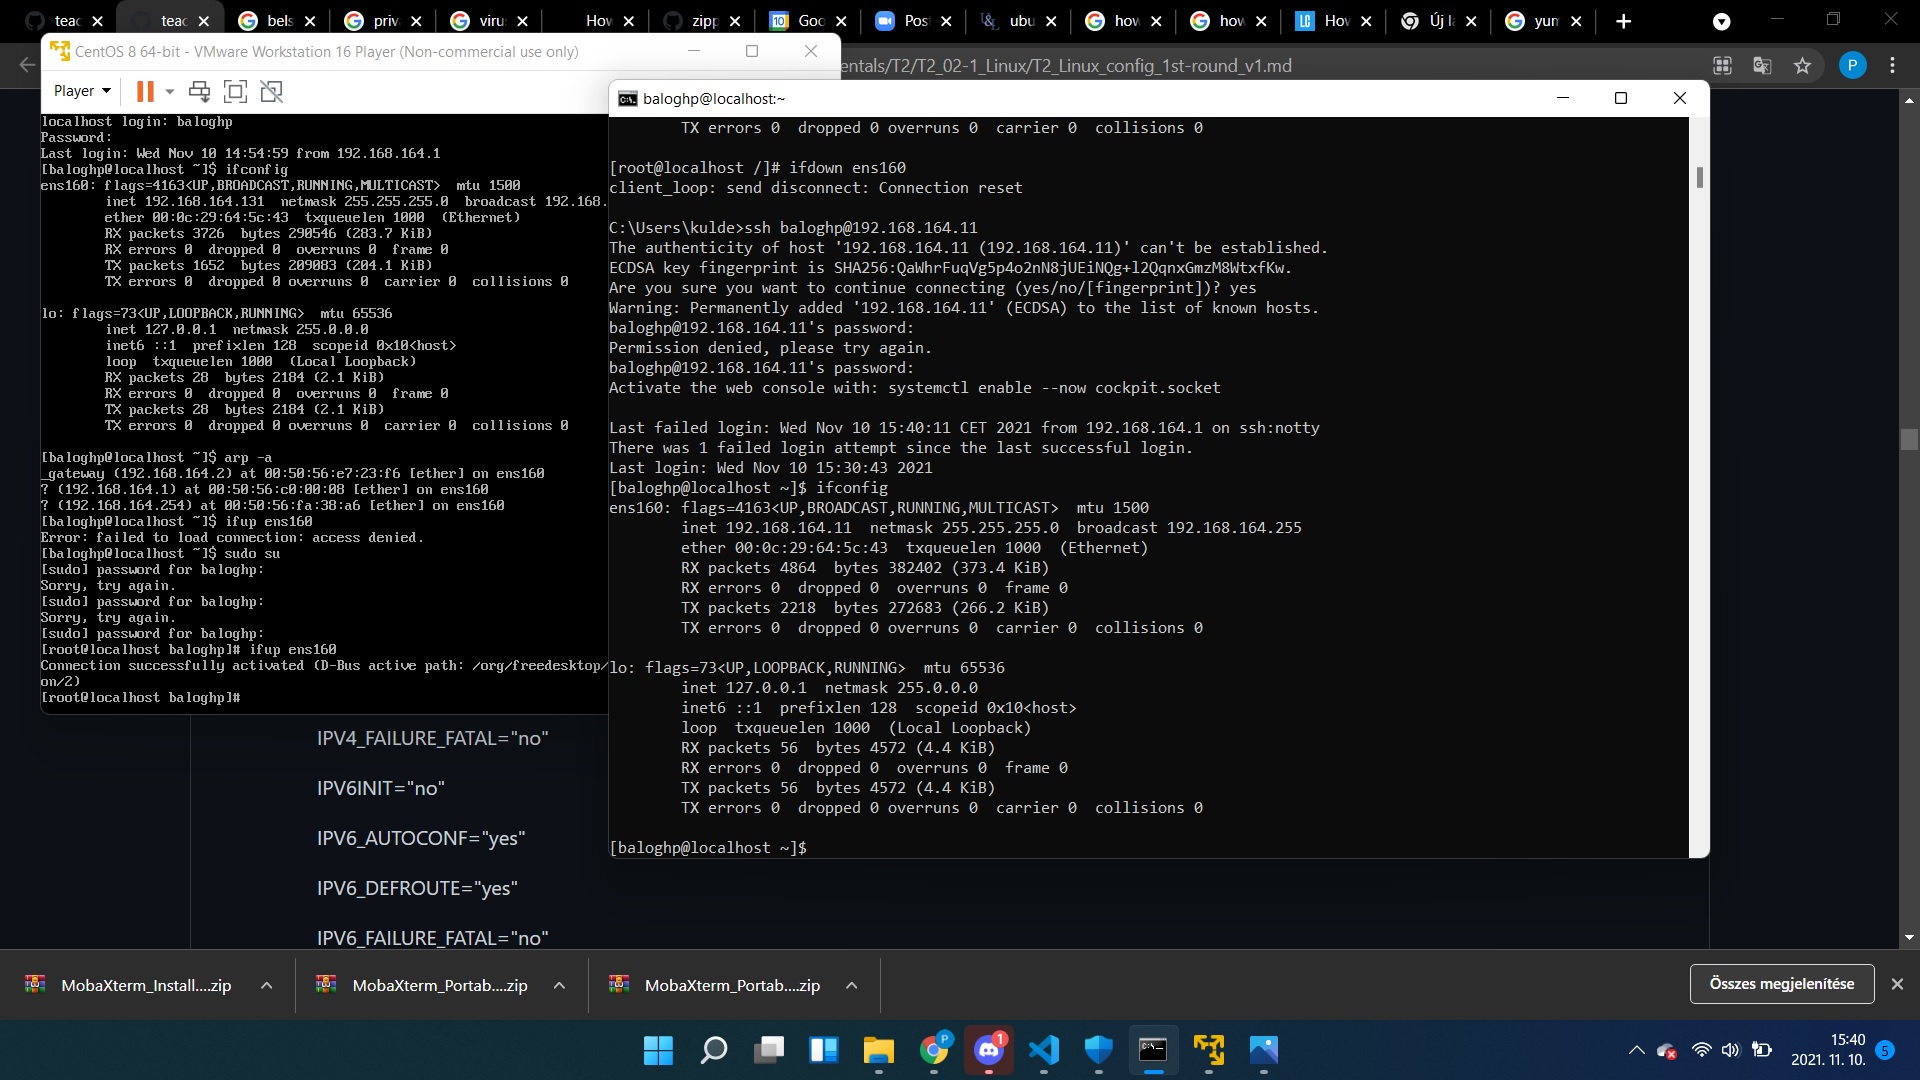 teac
teac
bels
priv
virus
How
zipp
Goo
Pos
ubu
how
how
How
Új l
yum
CentOS 8 64-bit - VMware Workstation 16 Player (Non-commercial use only)
entals/T2/T2_02-1_Linux/T2_Linux_config_1st-round_v1.md
P
Player
localhost login: baloghp
Password:
Last login: Wed Nov 10 14:54:59 from 192.168.164.1
[baloghp@localhost ~]$ ifconfig
ens160: flags=4163<UP,BROADCAST,RUNNING,MULTICAST>  mtu 1500
inet 192.168.164.131  netmask 255.255.255.0  broadcast 192.168.
ether 00:0c:29:64:5c:43  txqueuelen 1000  (Ethernet)
RX packets 3726  bytes 290546 (283.7 KiB)
RX errors 0  dropped 0  overruns 0  frame 0
TX packets 1652  bytes 209083 (204.1 KiB)
TX errors 0  dropped 0 overruns 0  carrier 0  collisions 0
lo: flags=73<UP,LOOPBACK,RUNNING>  mtu 65536
inet 127.0.0.1  netmask 255.0.0.0
inet6 ::1  prefixlen 128  scopeid 0x10<host>
loop  txqueuelen 1000  (Local Loopback)
RX packets 28  bytes 2184 (2.1 KiB)
RX errors 0  dropped 0  overruns 0  frame 0
TX packets 28  bytes 2184 (2.1 KiB)
TX errors 0  dropped 0 overruns 0  carrier 0  collisions 0
[baloghp@localhost ~]$ arp -a
_gateway (192.168.164.2) at 00:50:56:e7:23:f6 [ether] on ens160
? (192.168.164.1) at 00:50:56:c0:00:08 [ether] on ens160
? (192.168.164.254) at 00:50:56:fa:38:a6 [ether] on ens160
[baloghp@localhost ~]$ ifup ens160
Error: failed to load connection: access denied.
[baloghp@localhost ~]$ sudo su
[sudo] password for baloghp:
Sorry, try again.
[sudo] password for baloghp:
Sorry, try again.
[sudo] password for baloghp:
[root@localhost baloghp]# ifup ens160
Connection successfully activated (D-Bus active path: /org/freedesktop/
on/2)
[root@localhost baloghp]#
baloghp@localhost:~
TX errors 0  dropped 0 overruns 0  carrier 0  collisions 0
[root@localhost /]# ifdown ens160
client_loop: send disconnect: Connection reset
C:\Users\kulde>ssh baloghp@192.168.164.11
The authenticity of host '192.168.164.11 (192.168.164.11)' can't be established.
ECDSA key fingerprint is SHA256:QaWhrFuqVg5p4o2nN8jUEiNQg+l2QqnxGmzM8WtxfKw.
Are you sure you want to continue connecting (yes/no/[fingerprint])? yes
Warning: Permanently added '192.168.164.11' (ECDSA) to the list of known hosts.
baloghp@192.168.164.11's password:
Permission denied, please try again.
baloghp@192.168.164.11's password:
Activate the web console with: systemctl enable --now cockpit.socket
Last failed login: Wed Nov 10 15:40:11 CET 2021 from 192.168.164.1 on ssh:notty
There was 1 failed login attempt since the last successful login.
Last login: Wed Nov 10 15:30:43 2021
[baloghp@localhost ~]$ ifconfig
ens160: flags=4163<UP,BROADCAST,RUNNING,MULTICAST>  mtu 1500
inet 192.168.164.11  netmask 255.255.255.0  broadcast 192.168.164.255
ether 00:0c:29:64:5c:43  txqueuelen 1000  (Ethernet)
RX packets 4864  bytes 382402 (373.4 KiB)
RX errors 0  dropped 0  overruns 0  frame 0
TX packets 2218  bytes 272683 (266.2 KiB)
TX errors 0  dropped 0 overruns 0  carrier 0  collisions 0
lo: flags=73<UP,LOOPBACK,RUNNING>  mtu 65536
inet 127.0.0.1  netmask 255.0.0.0
inet6 ::1  prefixlen 128  scopeid 0x10<host>
loop  txqueuelen 1000  (Local Loopback)
RX packets 56  bytes 4572 (4.4 KiB)
RX errors 0  dropped 0  overruns 0  frame 0
TX packets 56  bytes 4572 (4.4 KiB)
TX errors 0  dropped 0 overruns 0  carrier 0  collisions 0
[baloghp@localhost ~]$
IPV4_FAILURE_FATAL="no"
IPV6INIT="no"
IPV6_AUTOCONF="yes"
IPV6_DEFROUTE="yes"
IPV6_FAILURE_FATAL="no"
MobaXterm_Install....zip
MobaXterm_Portab....zip
MobaXterm_Portab....zip
Összes megjelenítése
15:40
2021. 11. 10.
5